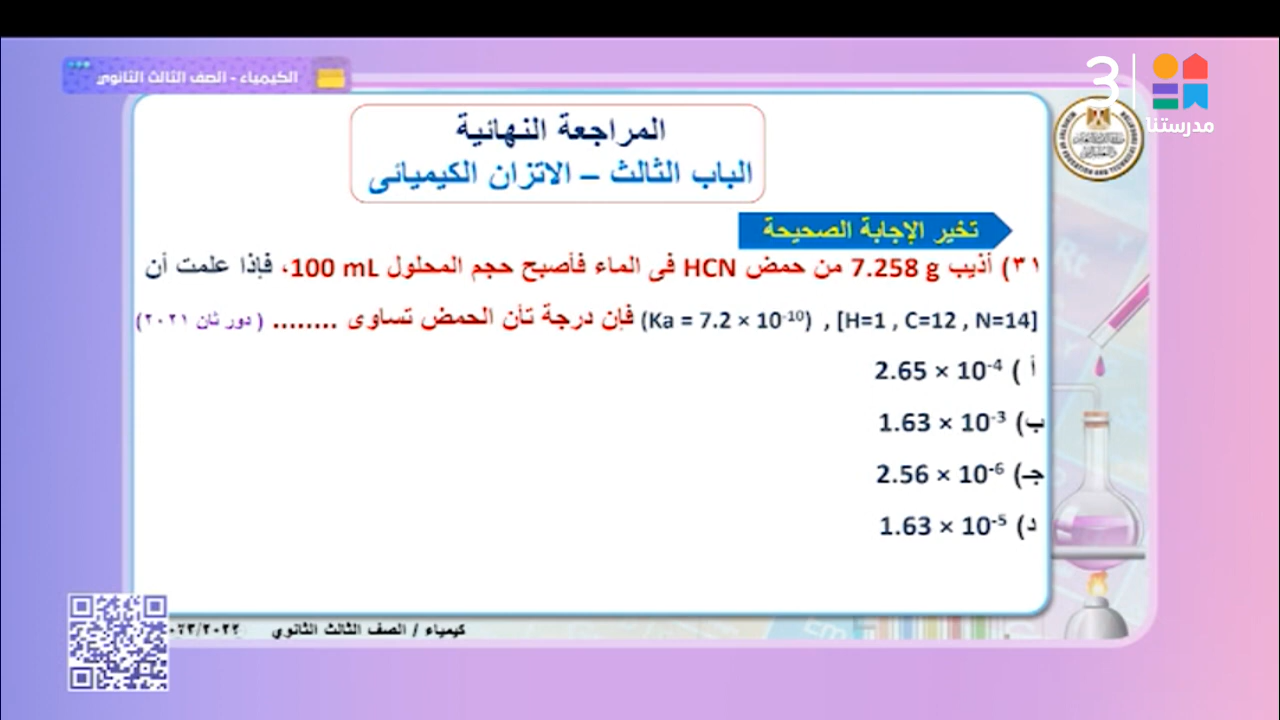 الكيمياء - الصف الثالث الثانوي
3
مدرستنا
المراجعة النهائية
الباب الثالث – الاتزان الكيميائى
تخير الإجابة الصحيحة
٣١) أذيب 7.258 g من حمض HCN فى الماء فأصبح حجم المحلول 100 mL، فإذا علمت أن
[H=1 , C=12 , N=14] , (Ka = 7.2 × 10⁻¹⁰) فإن درجة تأن الحمض تساوى ........ ( دور ثان ٢٠٢١)
أ ) 2.65 × 10⁻⁴
ب) 1.63 × 10⁻³
جـ) 2.56 × 10⁻⁶
د) 1.63 × 10⁻⁵
كيمياء / الصف الثالث الثانوي